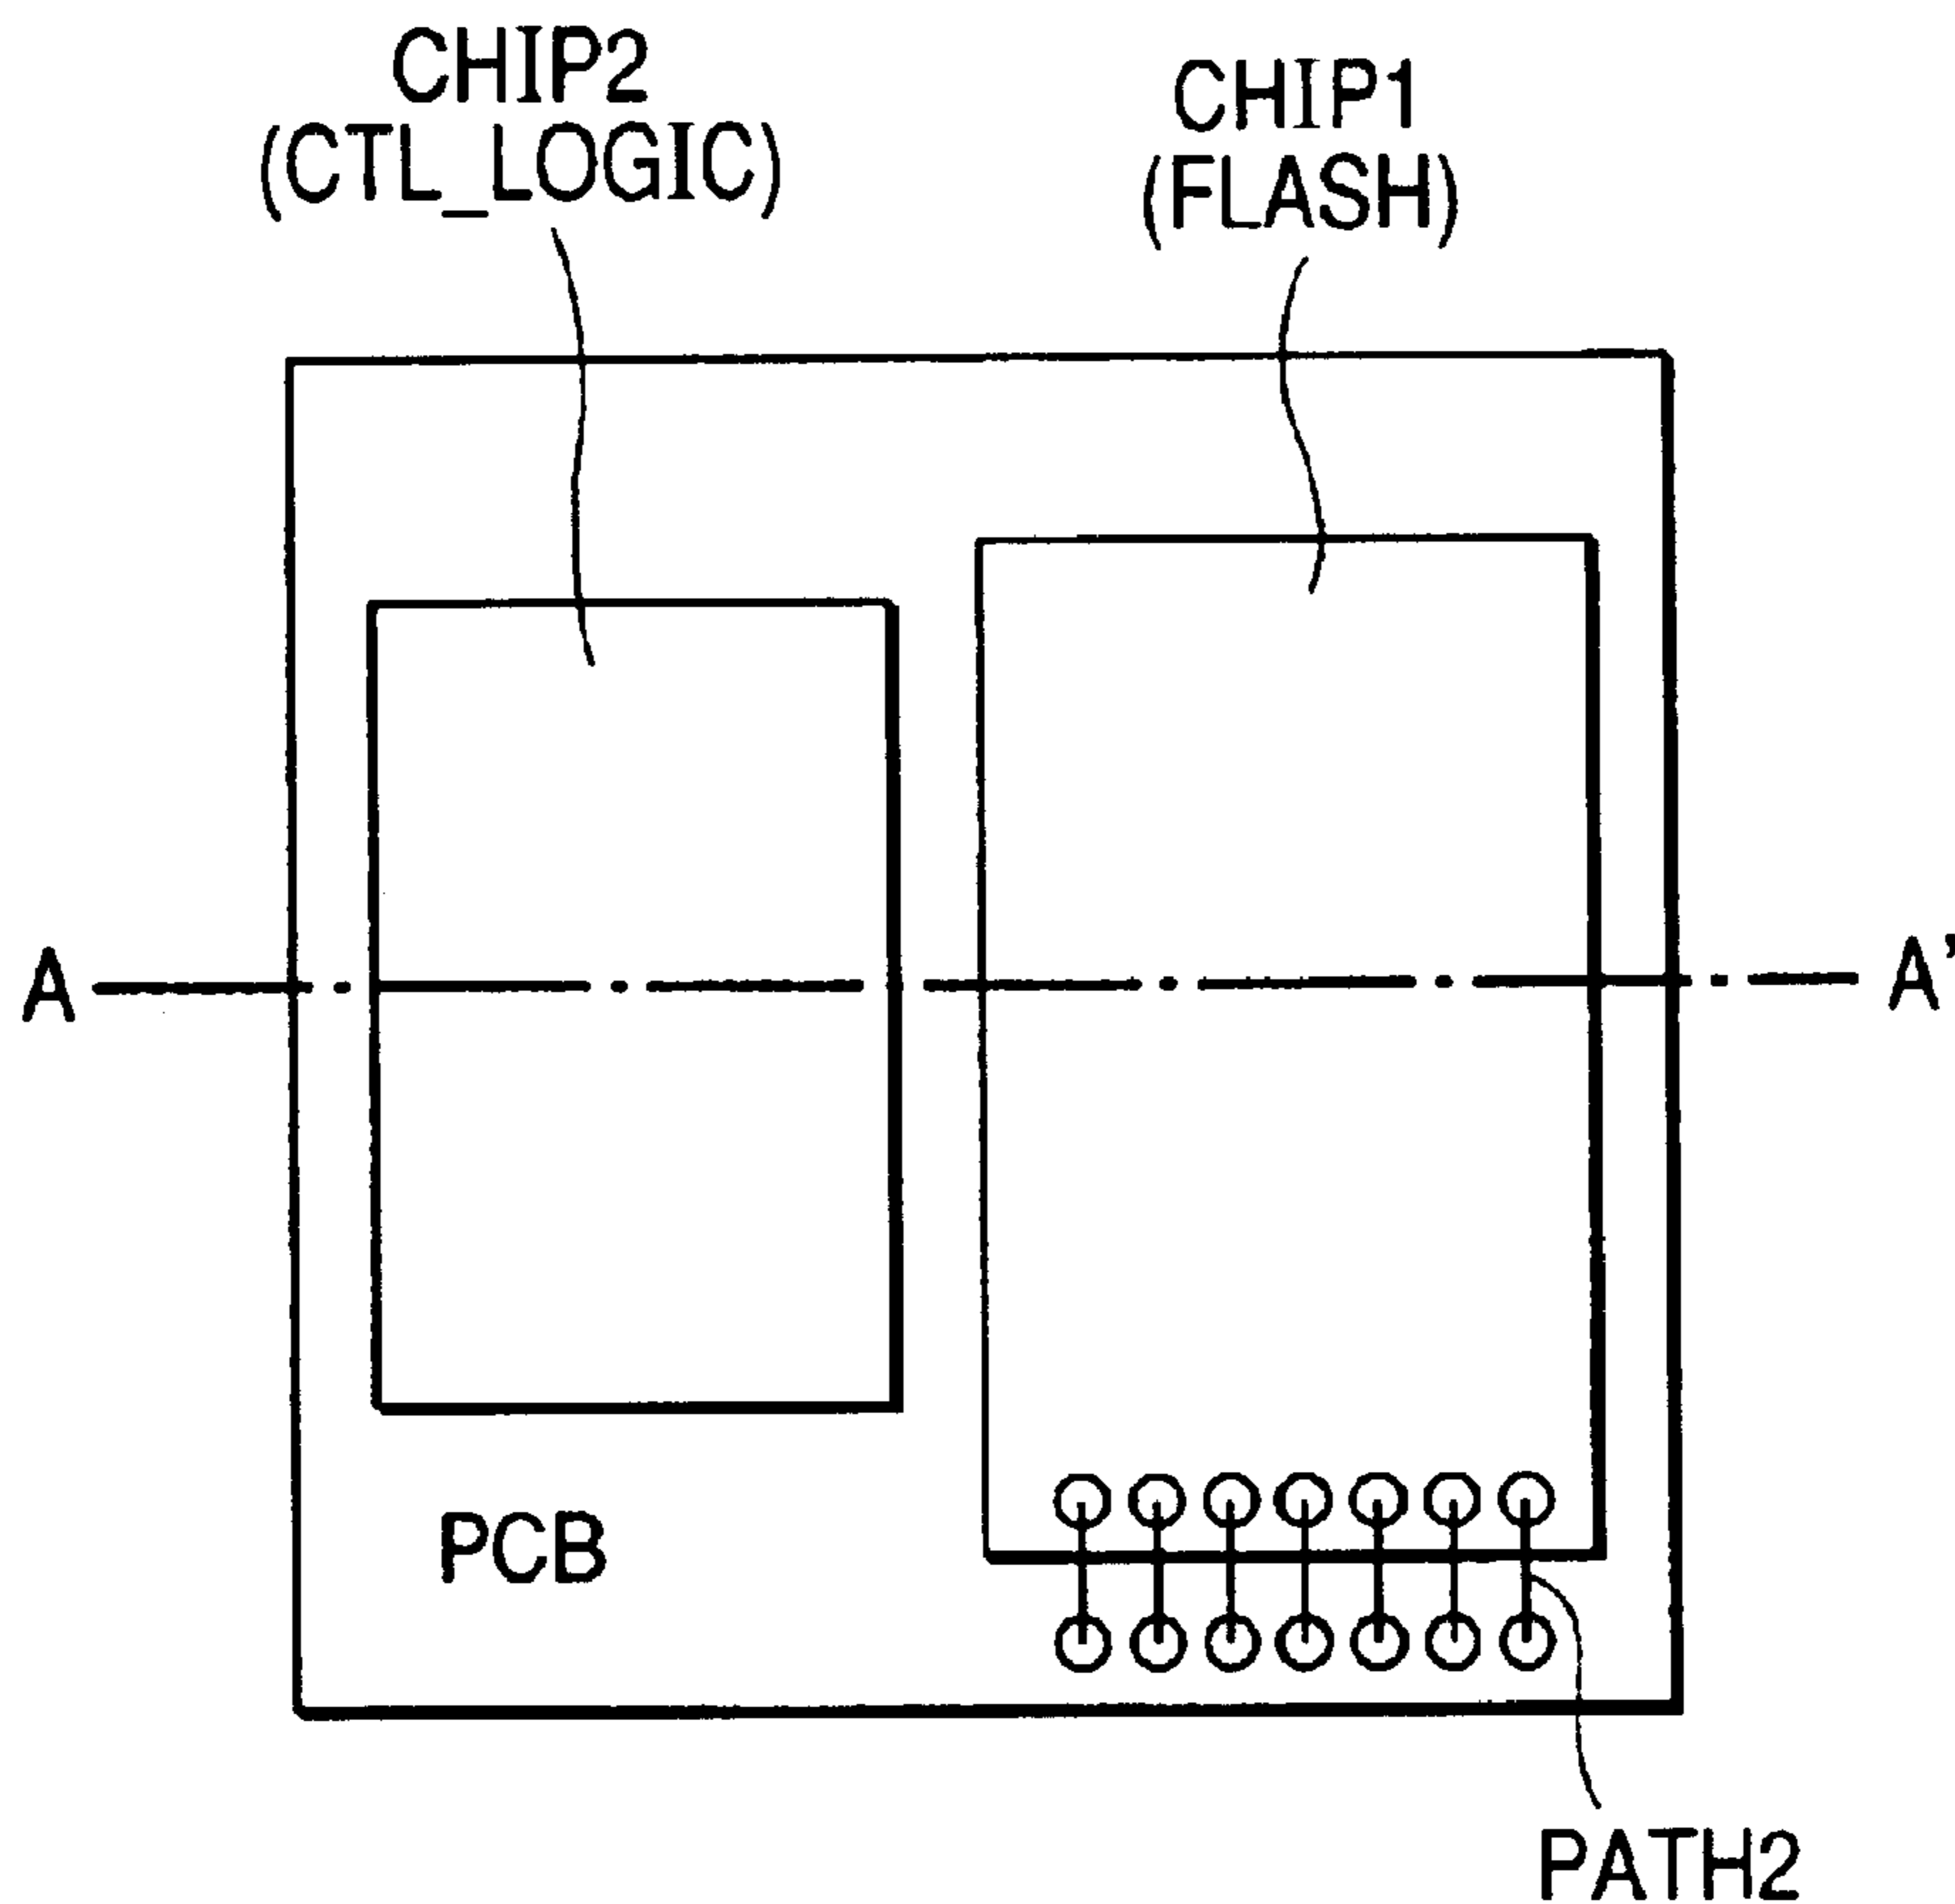 CHIP2
(CTL_LOGIC)
CHIP1
(FLASH)
A
A'
PCB
PATH2